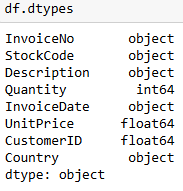 df.dtypes
InvoiceNo object
StockCode object
Description object
Quantity int64
InvoiceDate object
UnitPrice float64
CustomerID float64
Country object
dtype: object